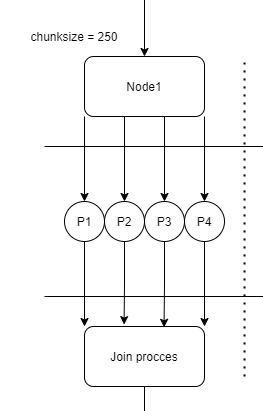 chunksize = 250
Node1
P1 P2 P3 P4
Join procces